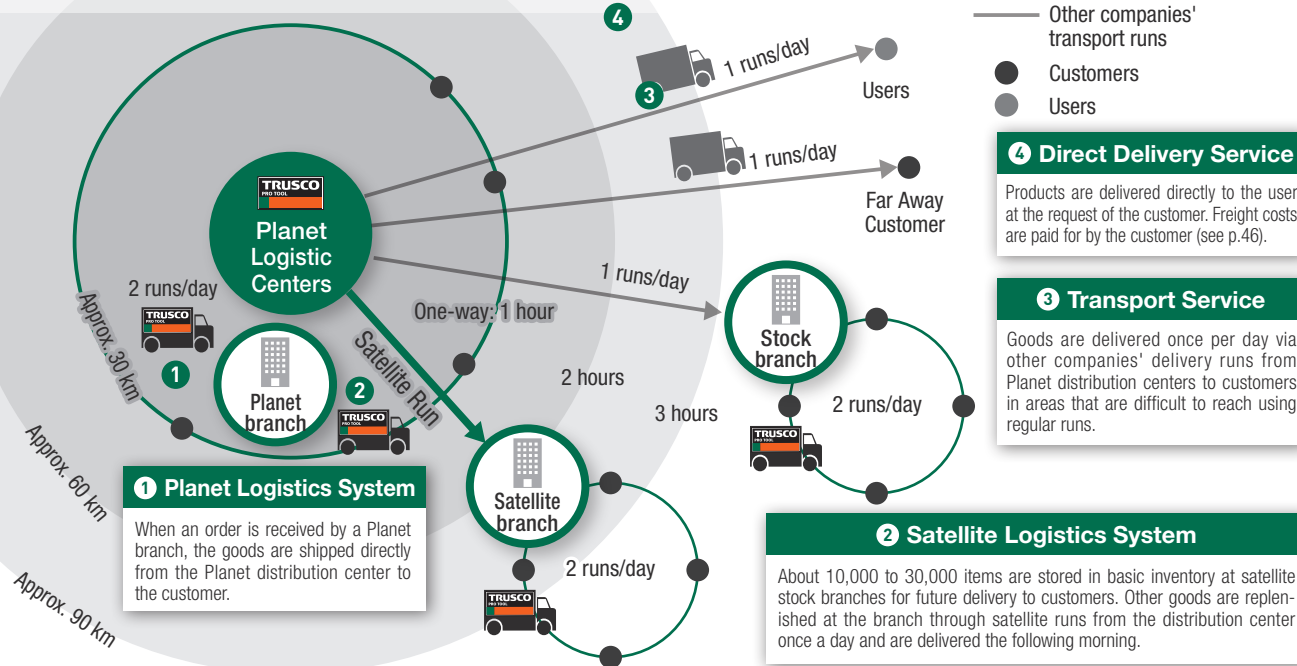 4
Other companies'
transport runs
Customers
Users
1 runs/day
3
Users
1 runs/day
Far Away
Customer
TRUSCO
PRO TOOL
Planet
Logistic
Centers
2 runs/day
TRUSCO
PRO TOOL
1
Approx. 30 km
Approx. 60 km
Approx. 90 km
Planet
branch
2
TRUSCO
PRO TOOL
Satellite Run
One-way: 1 hour
2 hours
3 hours
1 runs/day
Stock
branch
2 runs/day
TRUSCO
PRO TOOL
Satellite
branch
2 runs/day
TRUSCO
PRO TOOL
4 Direct Delivery Service
Products are delivered directly to the user
at the request of the customer. Freight costs
are paid for by the customer (see p.46).
3 Transport Service
Goods are delivered once per day via
other companies' delivery runs from
Planet distribution centers to customers
in areas that are difficult to reach using
regular runs.
1 Planet Logistics System
When an order is received by a Planet
branch, the goods are shipped directly
from the Planet distribution center to
the customer.
2 Satellite Logistics System
About 10,000 to 30,000 items are stored in basic inventory at satellite
stock branches for future delivery to customers. Other goods are replen-
ished at the branch through satellite runs from the distribution center
once a day and are delivered the following morning.